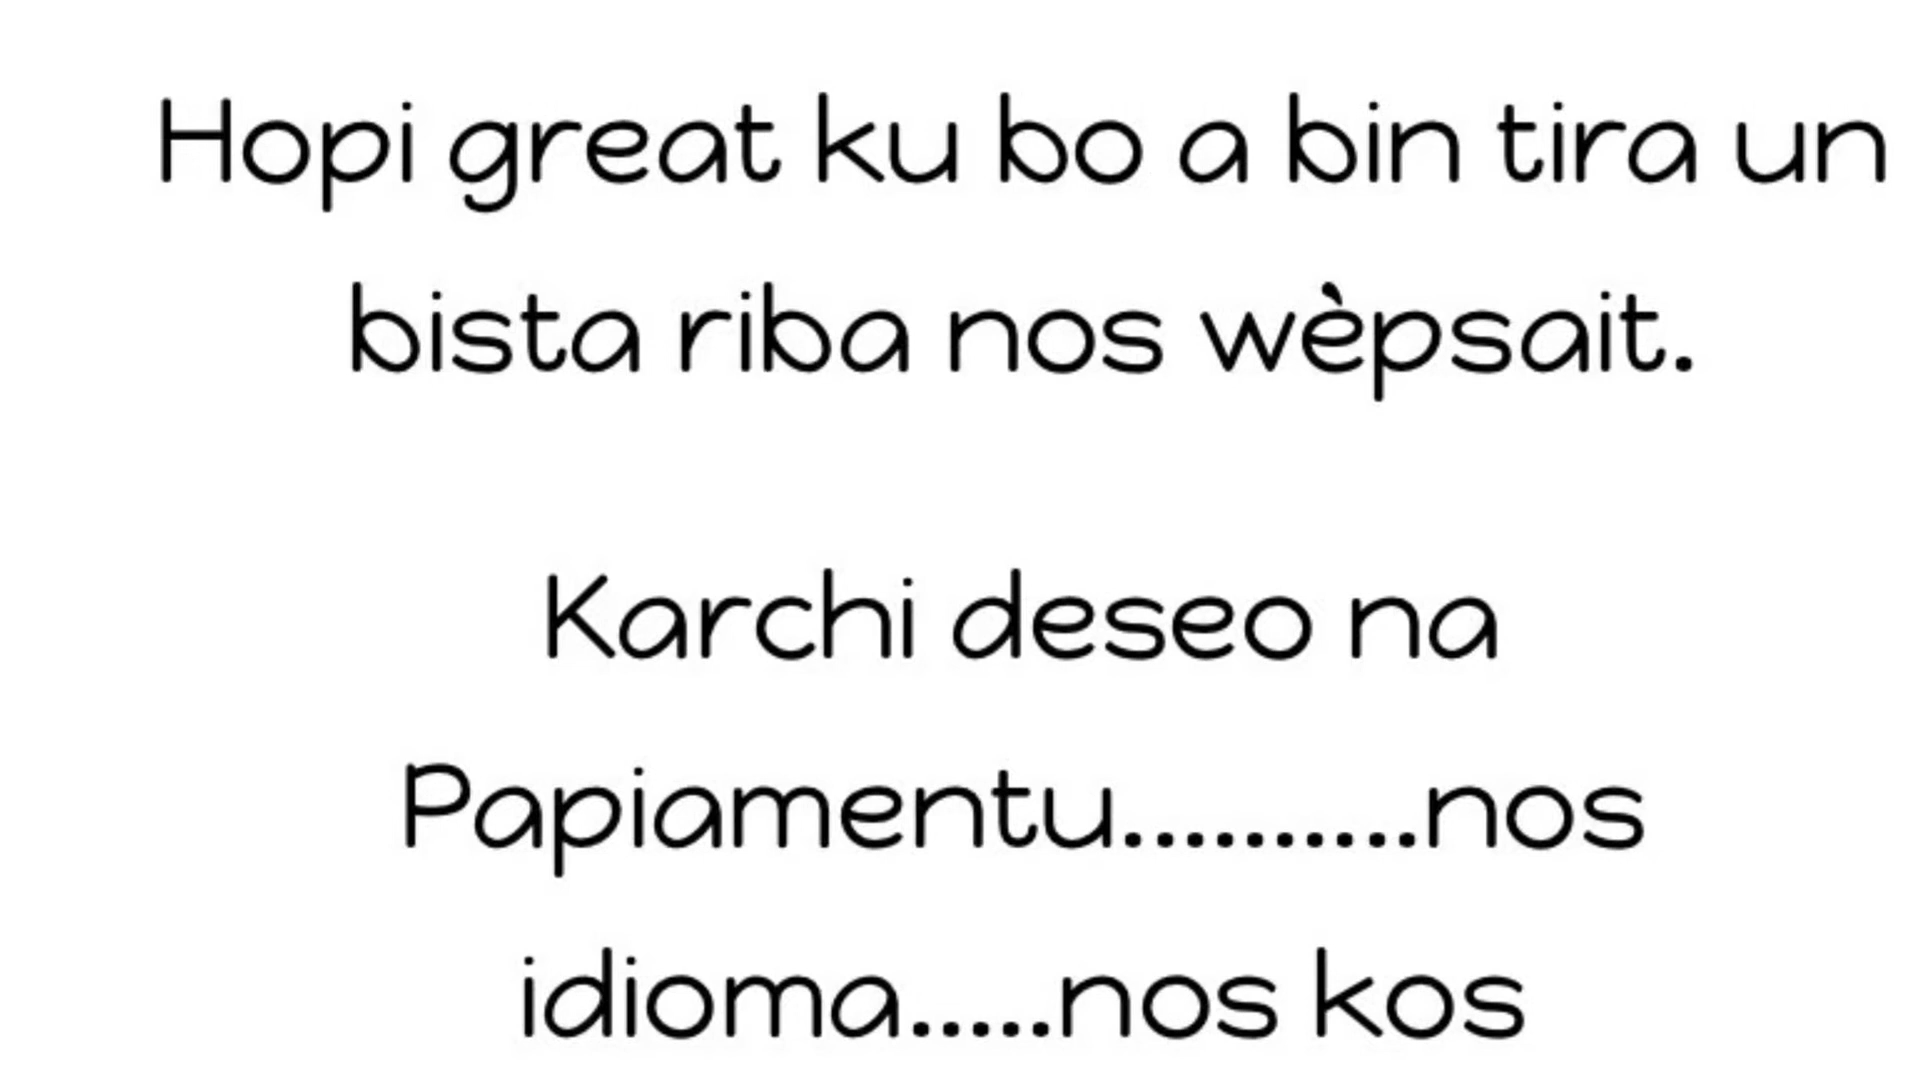 Hopi great ku bo a bin tira un
bista riba nos wèpsait.
Karchi deseo na
Papiamentu..........nos
idioma.....nos kos